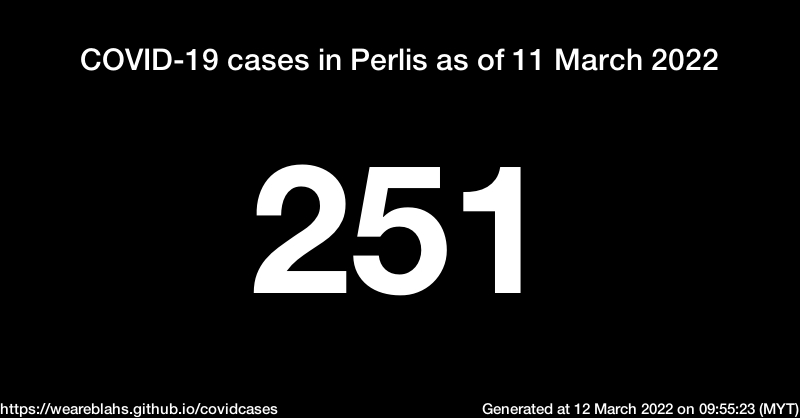 COVID-19 cases in Perlis as of 11 March 2022
251
https://weareblahs.github.io/covidcases
Generated at 12 March 2022 on 09:55:23 (MYT)